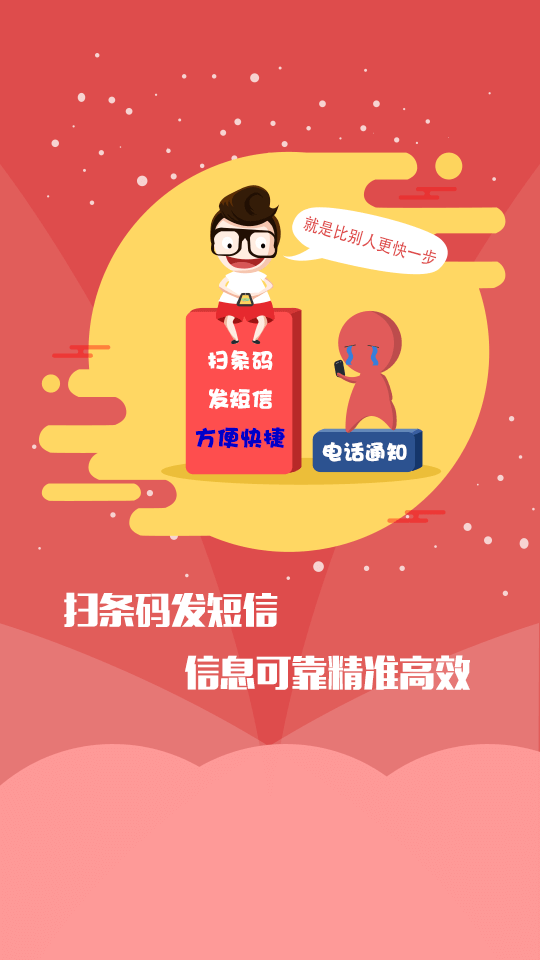 就是比别人更快一步
扫条码
发短信
方便快捷
电话通知
扫条码发短信
信息可靠精准高效